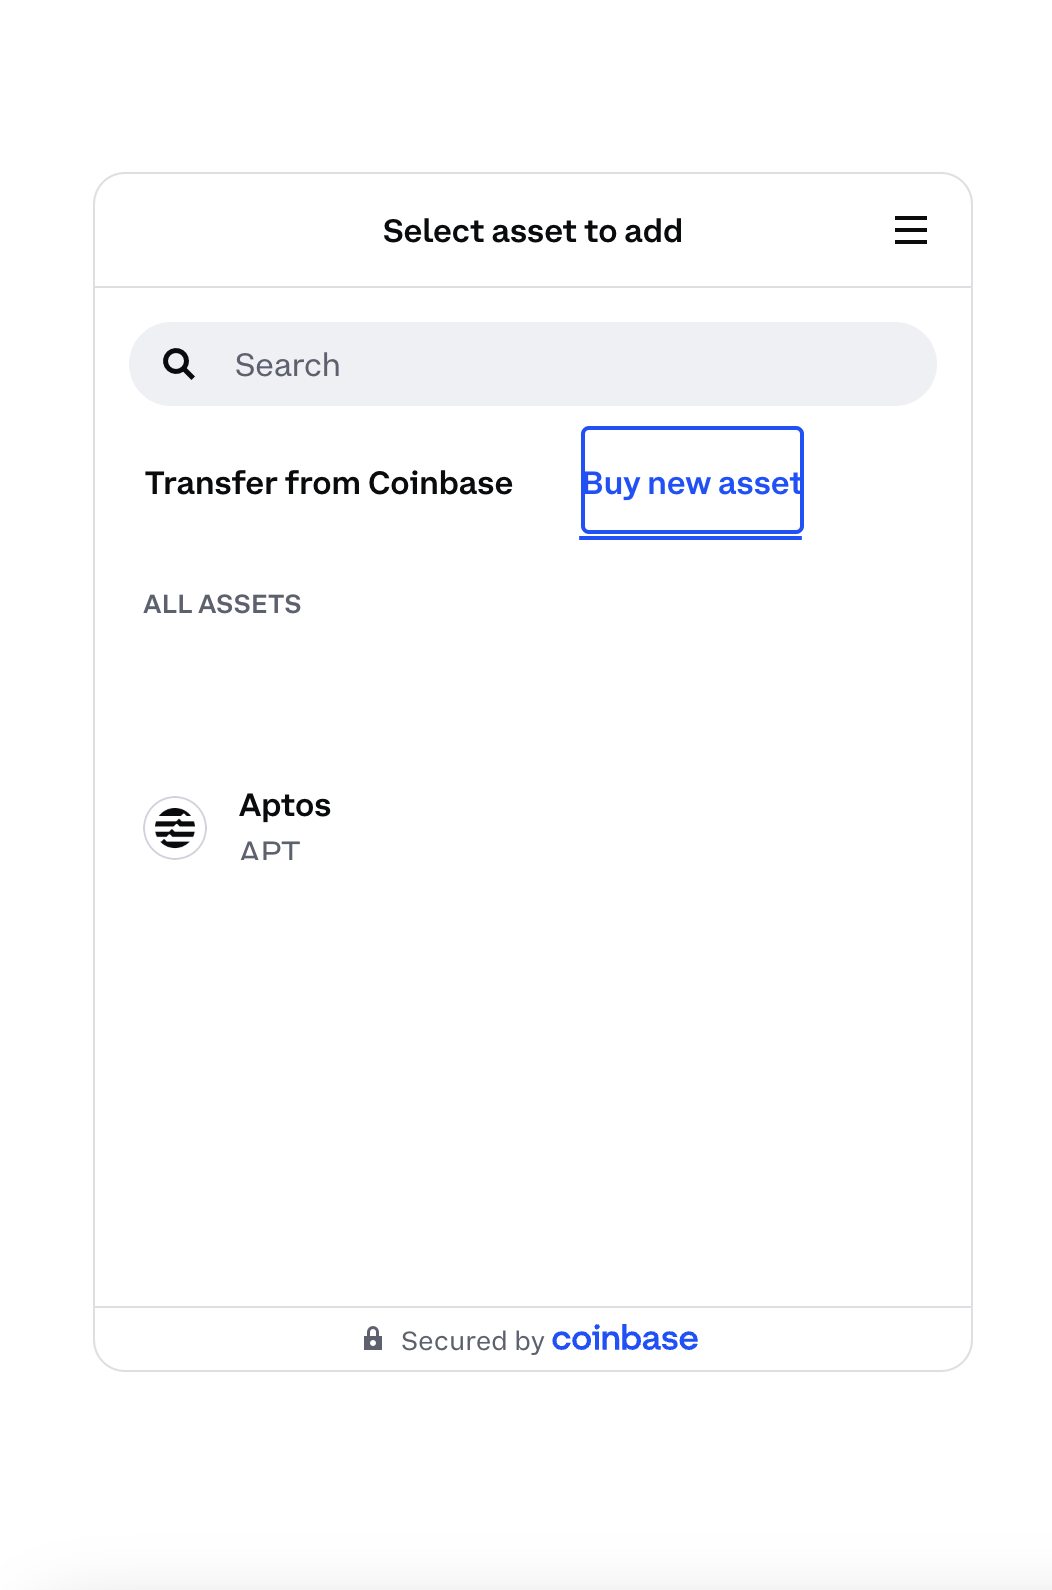 Select asset to add
Search
Transfer from Coinbase
Buy new asset
ALL ASSETS
Aptos
APT
Secured by coinbase